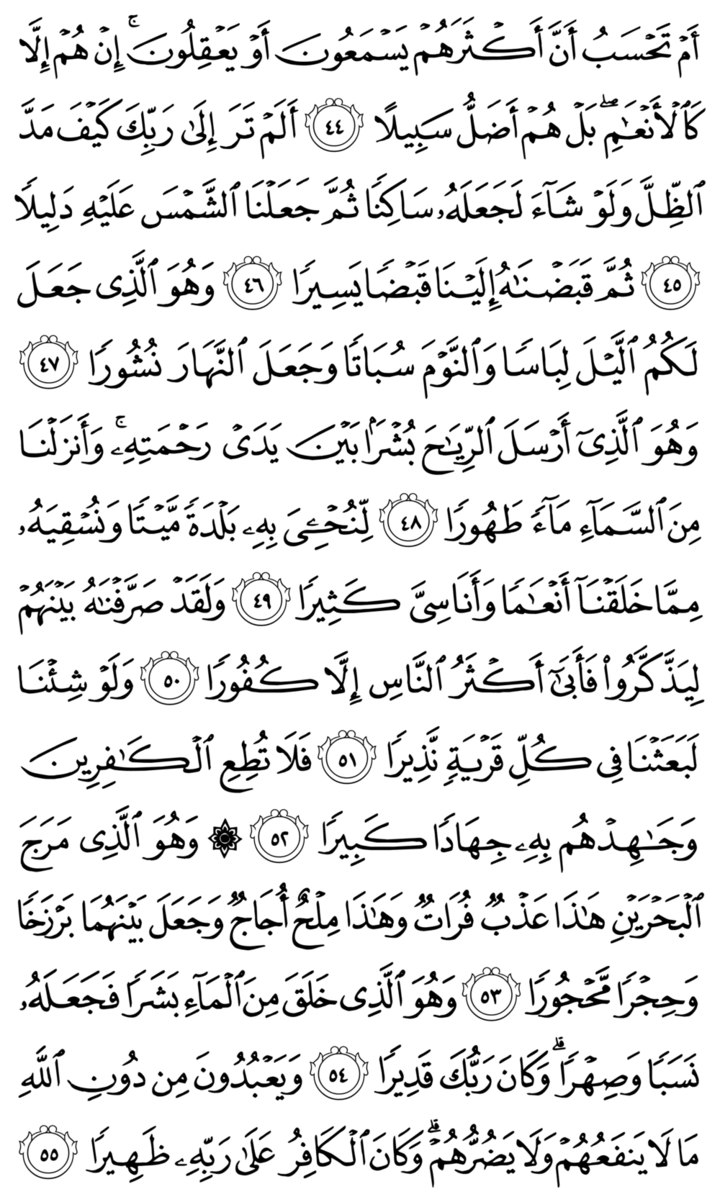 أَمۡ تَحۡسَبُ أَنَّ أَكۡثَرَهُمۡ يَسۡمَعُونَ أَوۡ يَعۡقِلُونَۚ إِنۡ هُمۡ إِلَّا
كَٱلۡأَنۡعَٰمِ ۖ بَلۡ هُمۡ أَضَلُّ سَبِيلًا ٤٤ أَلَمۡ تَرَ إِلَىٰ رَبِّكَ كَيۡفَ مَدَّ
ٱلظِّلَّ وَلَوۡ شَآءَ لَجَعَلَهُۥ سَاكِنٗا ثُمَّ جَعَلۡنَا ٱلشَّمۡسَ عَلَيۡهِ دَلِيلٗا
٤٥ ثُمَّ قَبَضۡنَٰهُ إِلَيۡنَا قَبۡضٗا يَسِيرٗا ٤٦ وَهُوَ ٱلَّذِي جَعَلَ
لَكُمُ ٱلَّيۡلَ لِبَاسٗا وَٱلنَّوۡمَ سُبَاتٗا وَجَعَلَ ٱلنَّهَارَ نُشُورٗا ٤٧
وَهُوَ ٱلَّذِيٓ أَرۡسَلَ ٱلرِّيَٰحَ بُشۡرَۢا بَيۡنَ يَدَيۡ رَحۡمَتِهِۦۚ وَأَنزَلۡنَا
مِنَ ٱلسَّمَآءِ مَآءٗ طَهُورٗا ٤٨ لِّنُحۡـِۧيَ بِهِۦ بَلۡدَةٗ مَّيۡتٗا وَنُسۡقِيَهُۥ
مِمَّا خَلَقۡنَآ أَنۡعَٰمٗا وَأَنَاسِيَّ كَثِيرٗا ٤٩ وَلَقَدۡ صَرَّفۡنَٰهُ بَيۡنَهُمۡ
لِيَذَّكَّرُواْ فَأَبَىٰٓ أَكۡثَرُ ٱلنَّاسِ إِلَّا كُفُورٗا ٥٠ وَلَوۡ شِئۡنَا
لَبَعَثۡنَا فِي كُلِّ قَرۡيَةٖ نَّذِيرٗا ٥١ فَلَا تُطِعِ ٱلۡكَٰفِرِينَ
وَجَٰهِدۡهُم بِهِۦ جِهَادٗا كَبِيرٗا ٥٢ ۞ وَهُوَ ٱلَّذِي مَرَجَ
ٱلۡبَحۡرَيۡنِ هَٰذَا عَذۡبٞ فُرَاتٞ وَهَٰذَا مِلۡحٌ أُجَاجٞ وَجَعَلَ بَيۡنَهُمَا بَرۡزَخٗا
وَحِجۡرٗا مَّحۡجُورٗا ٥٣ وَهُوَ ٱلَّذِي خَلَقَ مِنَ ٱلۡمَآءِ بَشَرٗا فَجَعَلَهُۥ
نَسَبٗا وَصِهۡرٗاۗ وَكَانَ رَبُّكَ قَدِيرٗا ٥٤ وَيَعۡبُدُونَ مِن دُونِ ٱللَّهِ
مَا لَا يَنفَعُهُمۡ وَلَا يَضُرُّهُمۡۗ وَكَانَ ٱلۡكَافِرُ عَلَىٰ رَبِّهِۦ ظَهِيرٗا ٥٥